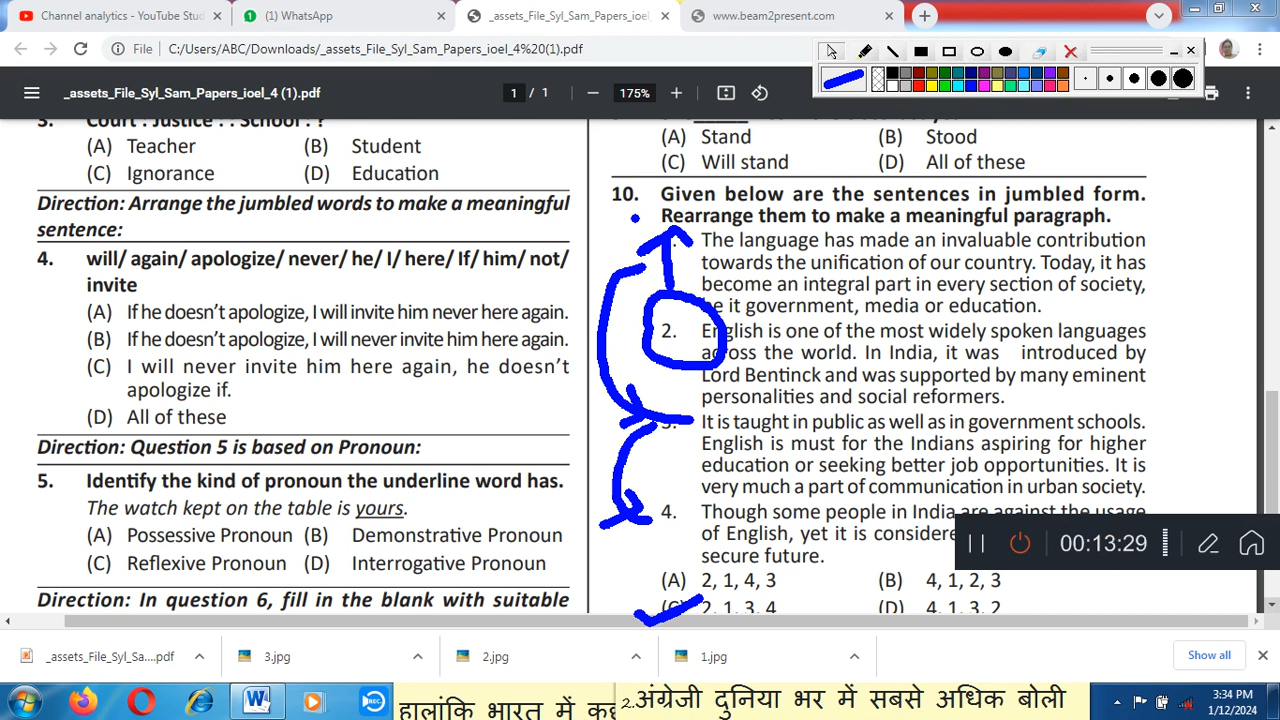 Channel analytics - YouTube Stud
(1) WhatsApp
_assets_File_Syl_Sam_Papers_ioel_
www.beam2present.com
File
C:/Users/ABC/Downloads/_assets_File_Syl_Sam_Papers_ioel_4%20(1).pdf
_assets_File_Syl_Sam_Papers_ioel_4 (1).pdf
1 / 1
175%
3. Court : Justice : : School : ?
(A) Teacher (B) Student
(C) Ignorance (D) Education
Direction: Arrange the jumbled words to make a meaningful
sentence:
4. will/ again/ apologize/ never/ he/ I/ here/ If/ him/ not/
invite
(A) If he doesn't apologize, I will invite him never here again.
(B) If he doesn't apologize, I will never invite him here again.
(C) I will never invite him here again, he doesn't
apologize if.
(D) All of these
Direction: Question 5 is based on Pronoun:
5. Identify the kind of pronoun the underline word has.
The watch kept on the table is yours.
(A) Possessive Pronoun (B) Demonstrative Pronoun
(C) Reflexive Pronoun (D) Interrogative Pronoun
Direction: In question 6, fill in the blank with suitable
(A) Stand (B) Stood
(C) Will stand (D) All of these
10. Given below are the sentences in jumbled form.
Rearrange them to make a meaningful paragraph.
The language has made an invaluable contribution
towards the unification of our country. Today, it has
become an integral part in every section of society,
be it government, media or education.
2. English is one of the most widely spoken languages
across the world. In India, it was introduced by
Lord Bentinck and was supported by many eminent
personalities and social reformers.
3. It is taught in public as well as in government schools.
English is must for the Indians aspiring for higher
education or seeking better job opportunities. It is
very much a part of communication in urban society.
4. Though some people in India are against the usage
of English, yet it is conside
secure future.
(A) 2, 1, 4, 3 (B) 4, 1, 2, 3
(C) 2, 1, 3, 4 (D) 4, 1, 3, 2
00:13:29
_assets_File_Syl_Sa....pdf
3.jpg
2.jpg
1.jpg
Show all
REC
हालांकि भारत में
2. अंग्रेजी दुनिया भर में सबसे अधिक बोली
3:34 PM
1/12/2024